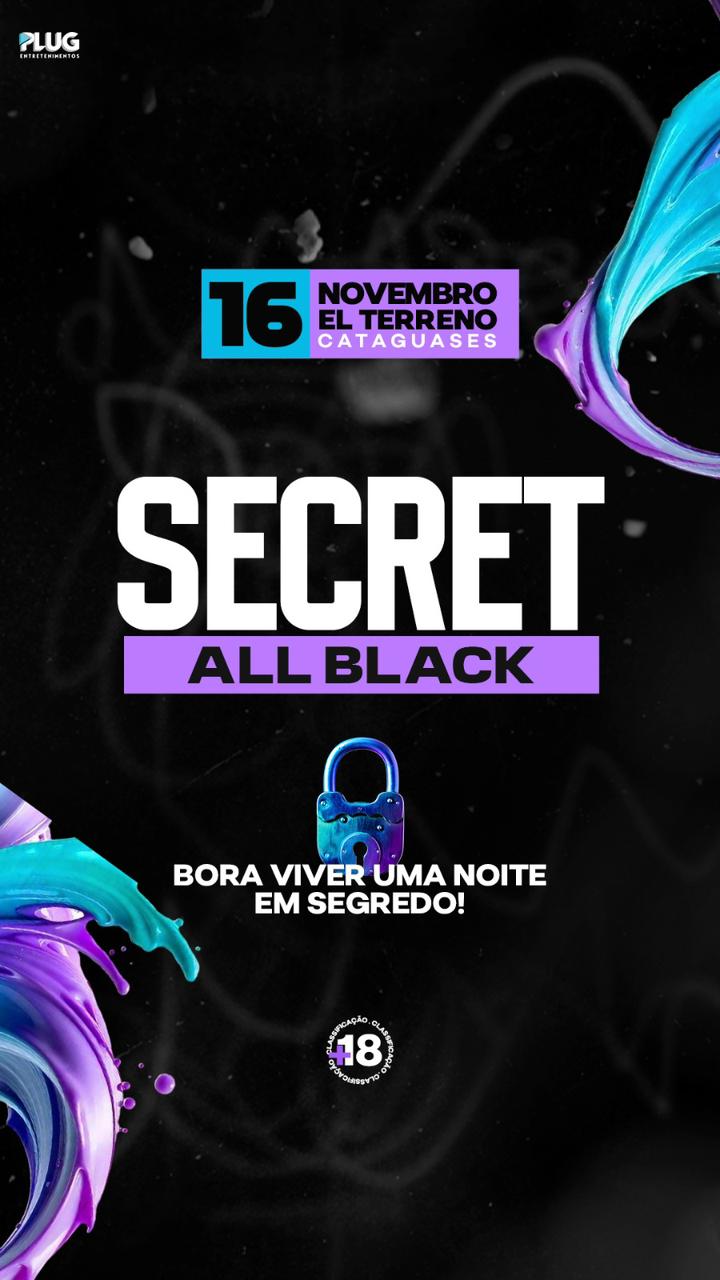 PLUG
ENTRETENIMENTOS
16
NOVEMBRO
EL TERRENO
CATAGUASES
SECRET
ALL BLACK
BORA VIVER UMA NOITE
EM SEGREDO!
CLASSIFICAÇÃO . CLASSIFICAÇÃO . CLASSIFICAÇÃO .
+18